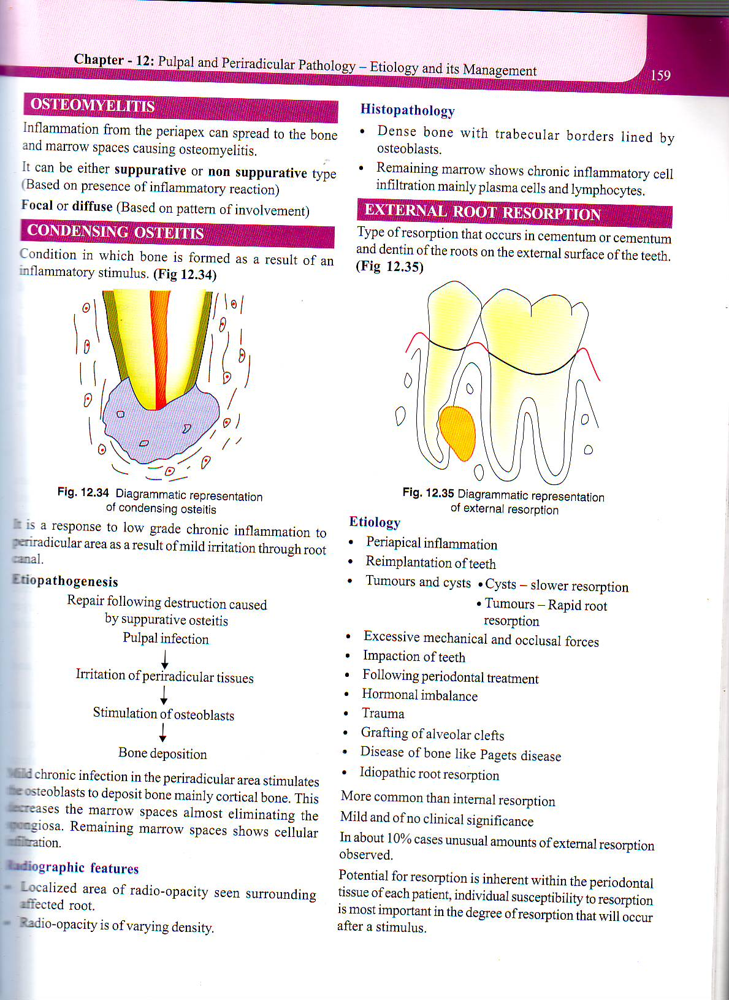 Chapter - 12: Pulpal and Periradicular Pathology – Etiology and its Management
159
OSTEOMYELITIS
Inflammation from the periapex can spread to the bone
and marrow spaces causing osteomyelitis.
It can be either suppurative or non suppurative type
(Based on presence of inflammatory reaction)
Focal or diffuse (Based on pattern of involvement)
CONDENSING OSTEITIS
Condition in which bone is formed as a result of an
inflammatory stimulus. (Fig 12.34)
Fig. 12.34 Diagrammatic representation
of condensing osteitis
It is a response to low grade chronic inflammation to
periradicular area as a result of mild irritation through root
canal.
Etiopathogenesis
Repair following destruction caused
by suppurative osteitis
Pulpal infection
↓
Irritation of periradicular tissues
↓
Stimulation of osteoblasts
↓
Bone deposition
Mild chronic infection in the periradicular area stimulates
the osteoblasts to deposit bone mainly cortical bone. This
decreases the marrow spaces almost eliminating the
spongiosa. Remaining marrow spaces shows cellular
infiltration.
Radiographic features
- Localized area of radio-opacity seen surrounding
affected root.
- Radio-opacity is of varying density.
Histopathology
• Dense bone with trabecular borders lined by
osteoblasts.
• Remaining marrow shows chronic inflammatory cell
infiltration mainly plasma cells and lymphocytes.
EXTERNAL ROOT RESORPTION
Type of resorption that occurs in cementum or cementum
and dentin of the roots on the external surface of the teeth.
(Fig 12.35)
Fig. 12.35 Diagrammatic representation
of external resorption
Etiology
• Periapical inflammation
• Reimplantation of teeth
• Tumours and cysts • Cysts – slower resorption
• Tumours – Rapid root
resorption
• Excessive mechanical and occlusal forces
• Impaction of teeth
• Following periodontal treatment
• Hormonal imbalance
• Trauma
• Grafting of alveolar clefts
• Disease of bone like Pagets disease
• Idiopathic root resorption
More common than internal resorption
Mild and of no clinical significance
In about 10% cases unusual amounts of external resorption
observed.
Potential for resorption is inherent within the periodontal
tissue of each patient, individual susceptibility to resorption
is most important in the degree of resorption that will occur
after a stimulus.